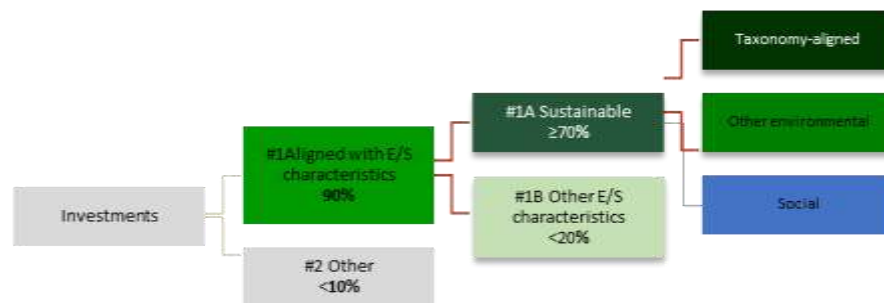 Investments
#1Aligned with E/S
characteristics
90%
#2 Other
<10%
#1A Sustainable
≥70%
#1B Other E/S
characteristics
<20%
Taxonomy-aligned
Other environmental
Social